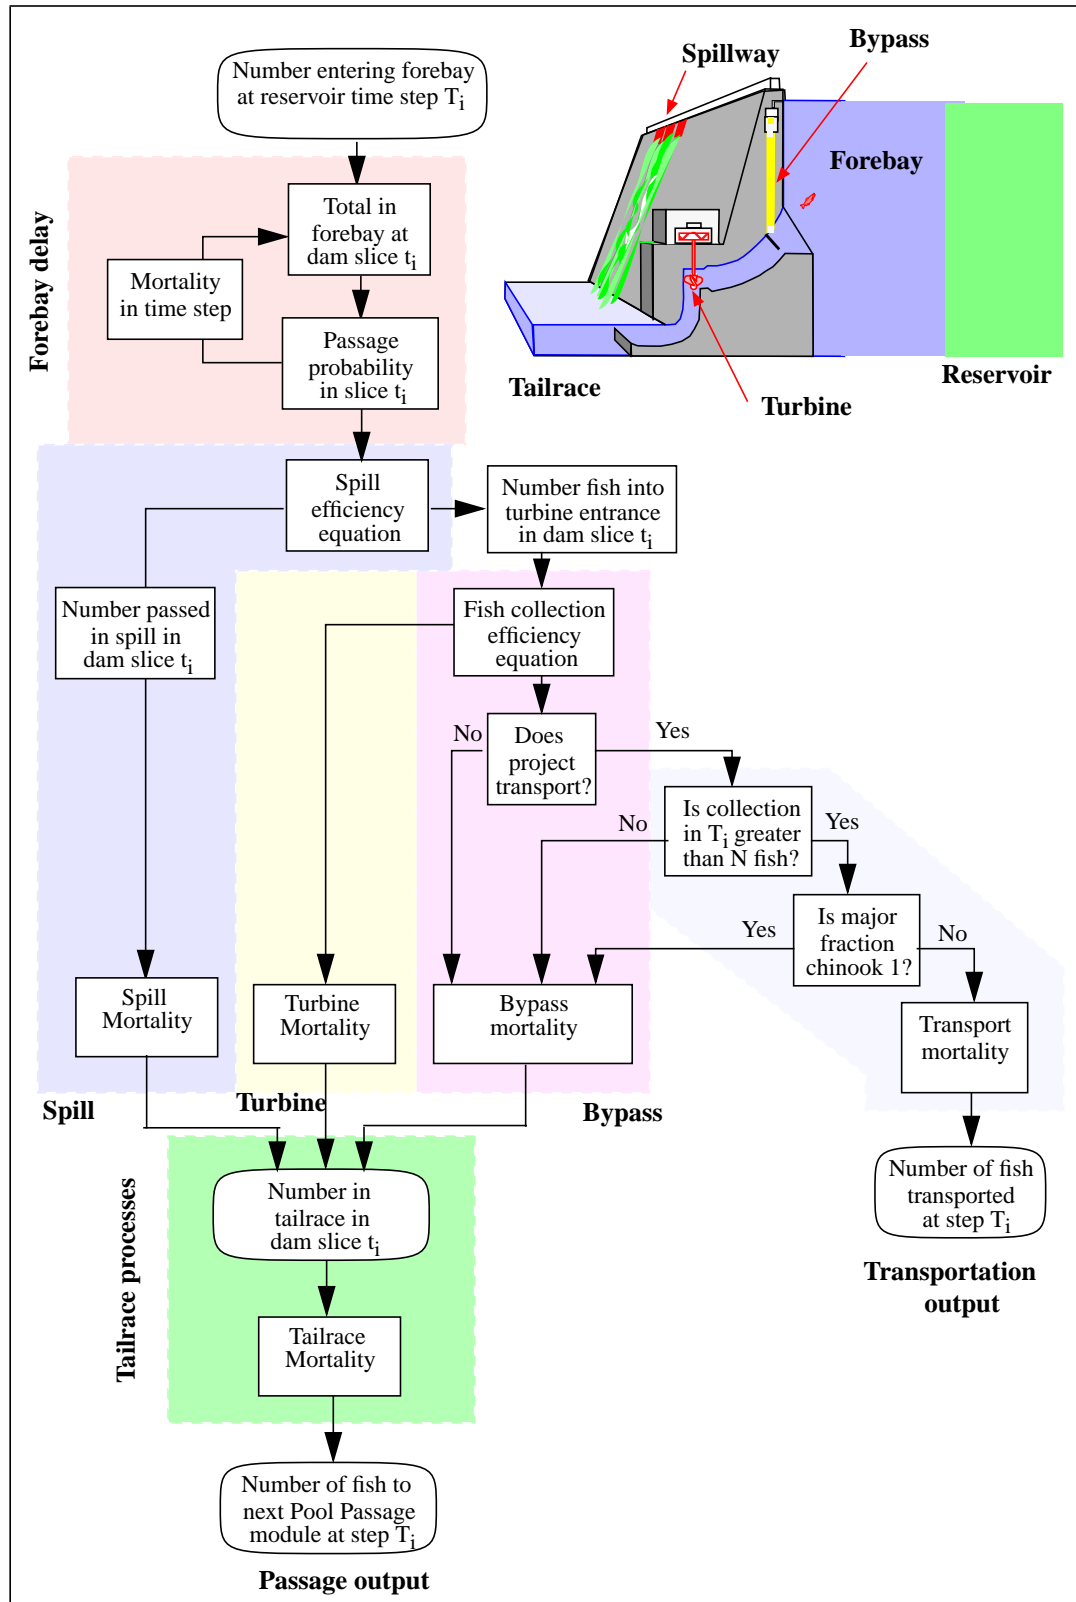 Number entering forebay
at reservoir time step Ti
Spillway
Bypass
Forebay
Reservoir
Tailrace
Turbine
Forebay delay
Total in
forebay at
dam slice ti
Mortality
in time step
Passage
probability
in slice ti
Spill
efficiency
equation
Number fish into
turbine entrance
in dam slice ti
Number passed
in spill in
dam slice ti
Fish collection
efficiency
equation
No
Does
project
transport?
Yes
No
Is collection
in Ti greater
than N fish?
Yes
Yes
Is major
fraction
chinook 1?
No
Spill
Mortality
Turbine
Mortality
Bypass
mortality
Transport
mortality
Spill
Turbine
Bypass
Number of fish
transported
at step Ti
Transportation
output
Tailrace processes
Number in
tailrace in
dam slice ti
Tailrace
Mortality
Number of fish to
next Pool Passage
module at step Ti
Passage output